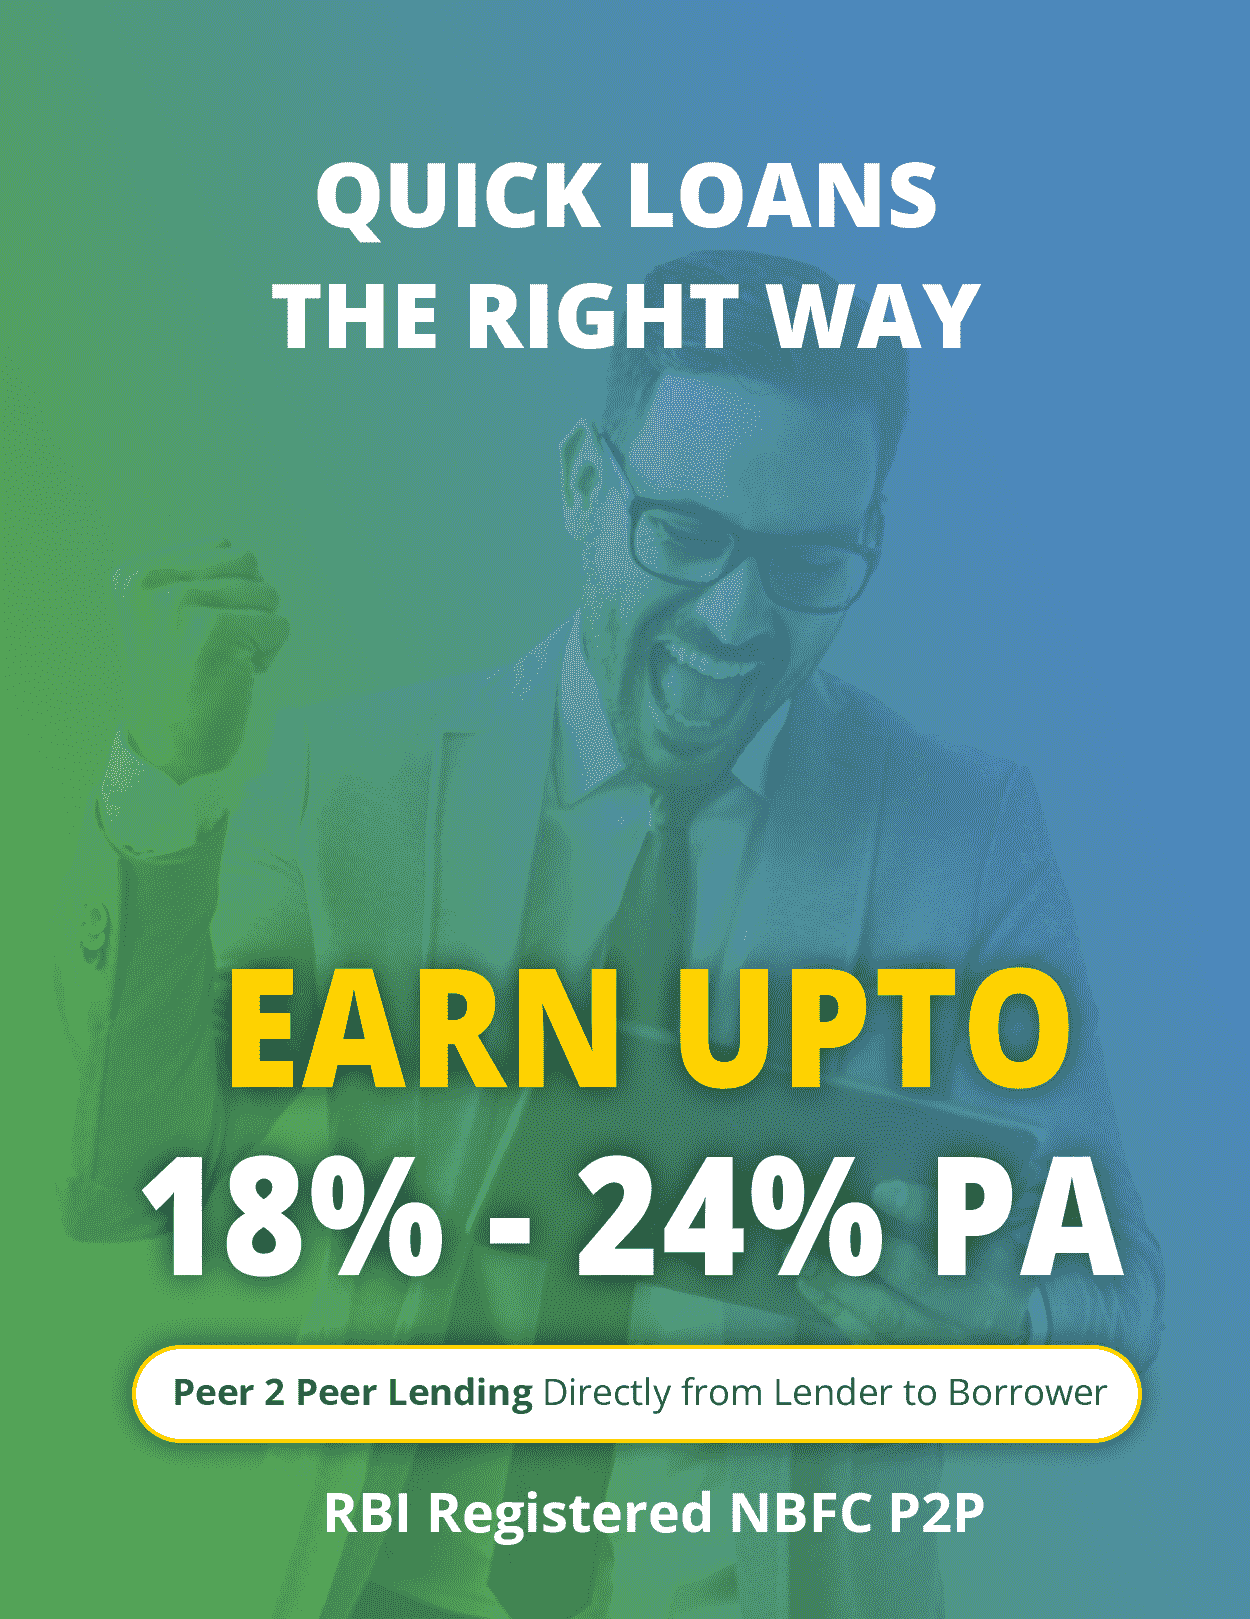 QUICK LOANS
THE RIGHT WAY
EARN UPTO
18% - 24% PA
Peer 2 Peer Lending Directly from Lender to Borrower
RBI Registered NBFC P2P